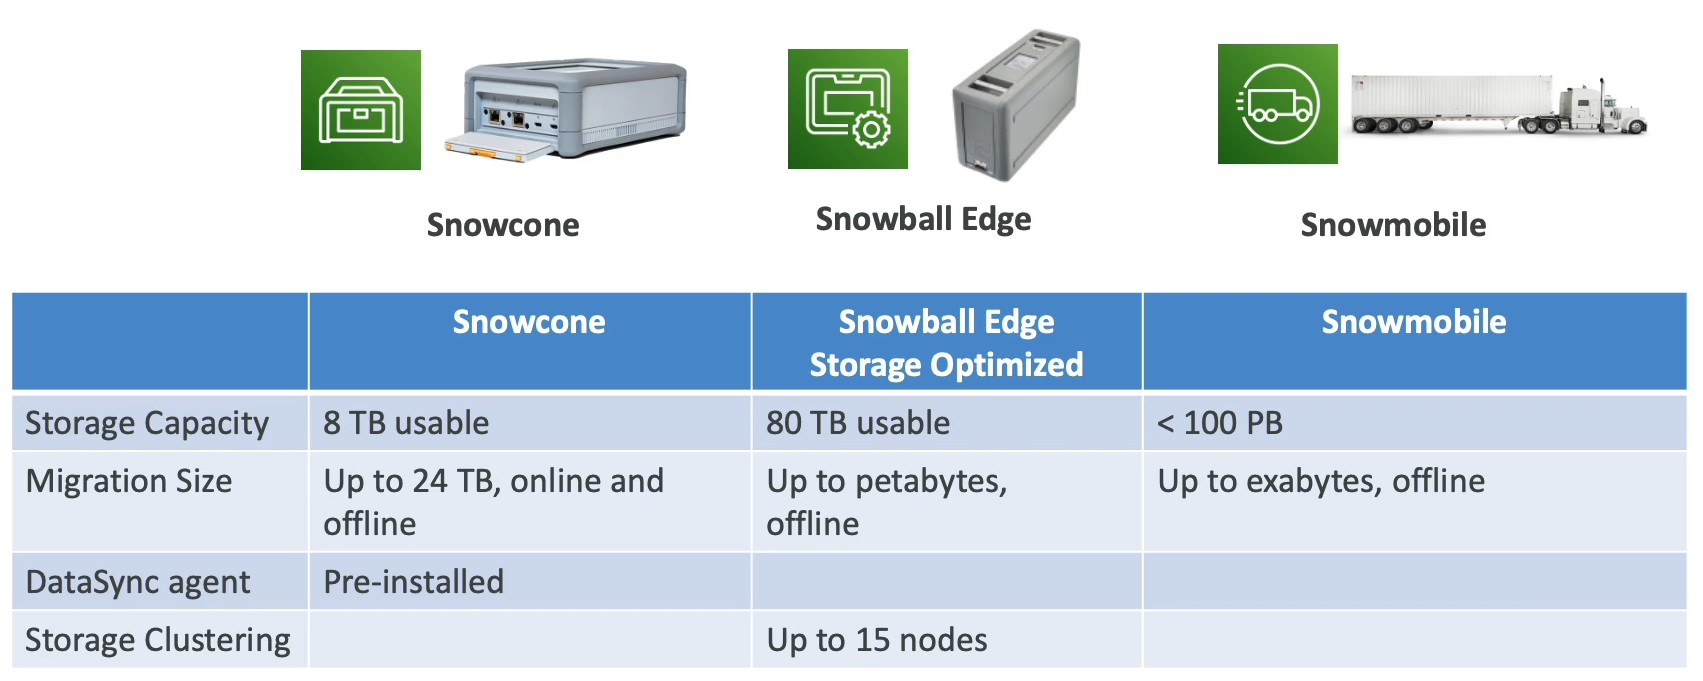 Snowcone
Snowball Edge
Snowmobile
Snowcone
Snowball Edge
Storage Optimized
Snowmobile
Storage Capacity
8 TB usable
80 TB usable
< 100 PB
Migration Size
Up to 24 TB, online and
offline
Up to petabytes,
offline
Up to exabytes, offline
DataSync agent
Pre-installed
Storage Clustering
Up to 15 nodes